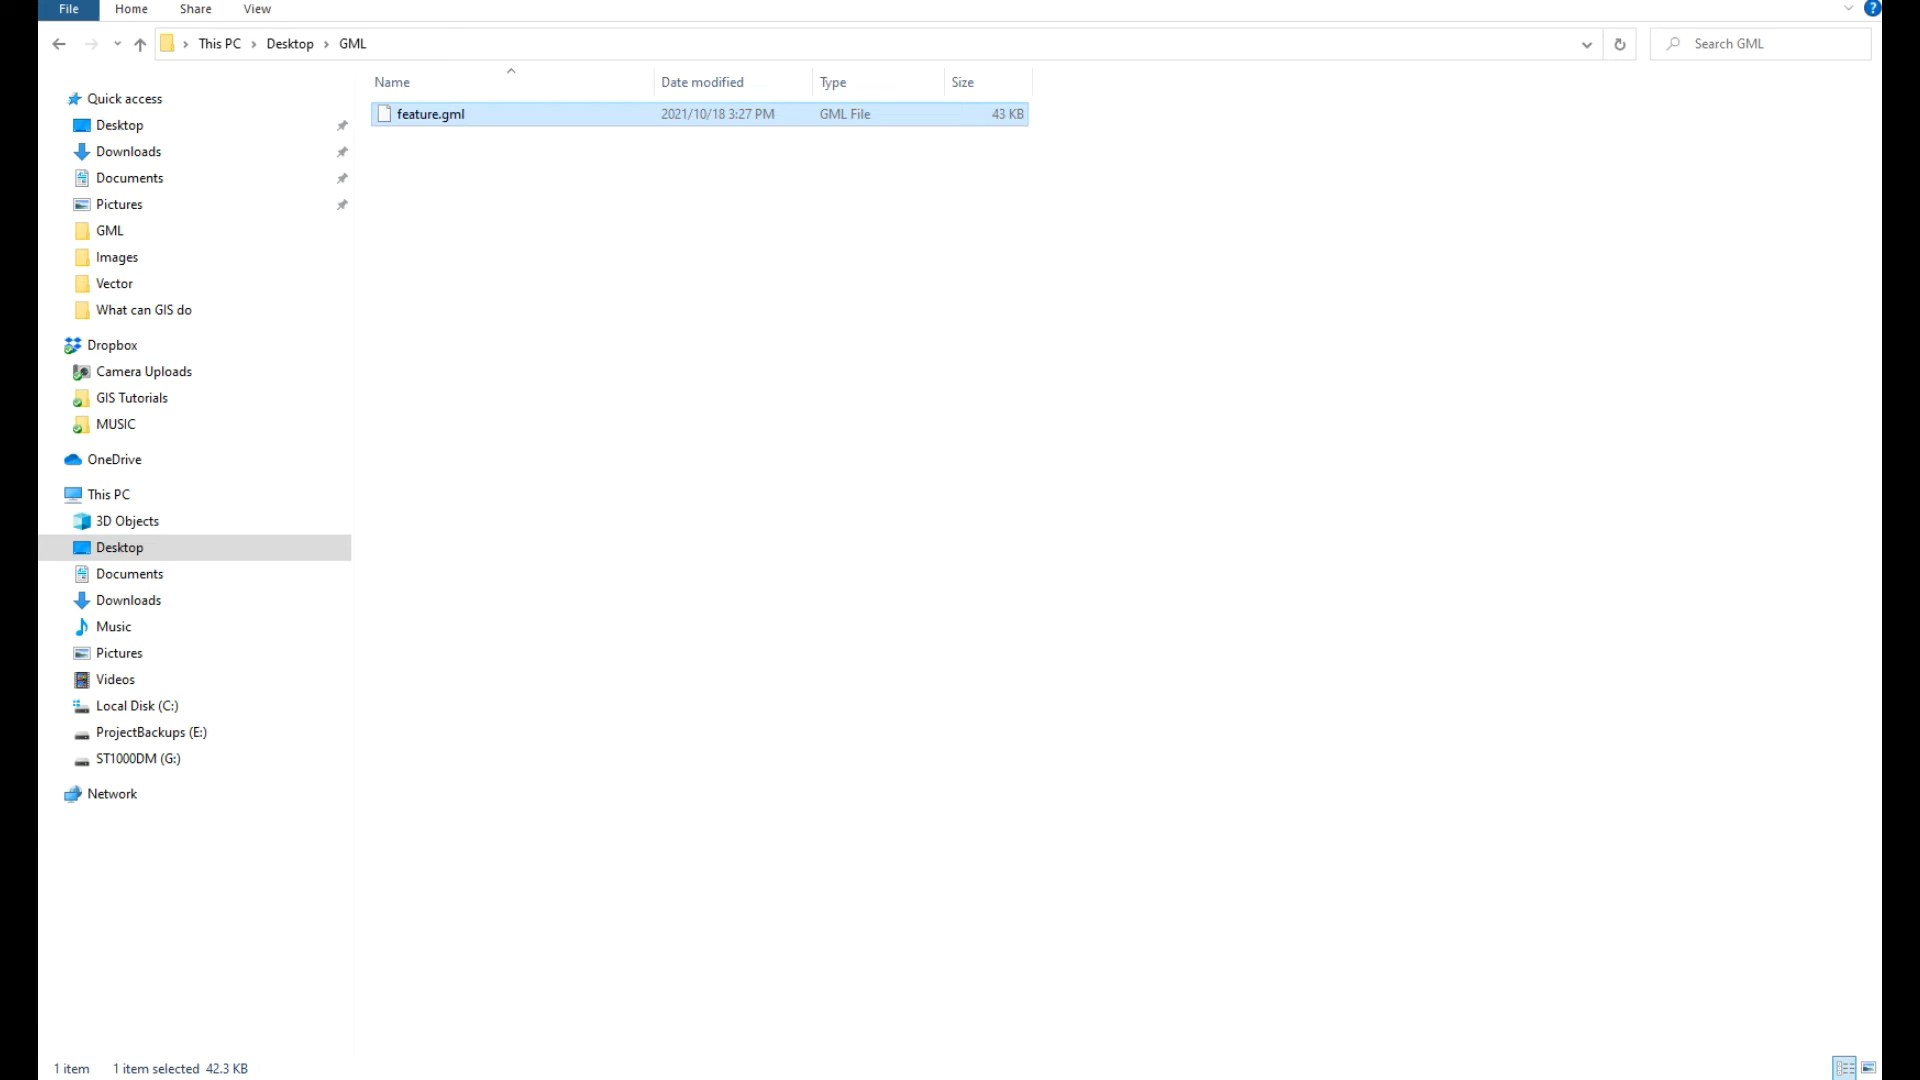 File Home Share View
?
This PC > Desktop > GML
Search GML
Name Date modified Type Size
feature.gml 2021/10/18 3:27 PM GML File 43 KB
Quick access
Desktop
Downloads
Documents
Pictures
GML
Images
Vector
What can GIS do
Dropbox
Camera Uploads
GIS Tutorials
MUSIC
OneDrive
This PC
3D Objects
Desktop
Documents
Downloads
Music
Pictures
Videos
Local Disk (C:)
ProjectBackups (E:)
ST1000DM (G:)
Network
1 item 1 item selected 42.3 KB